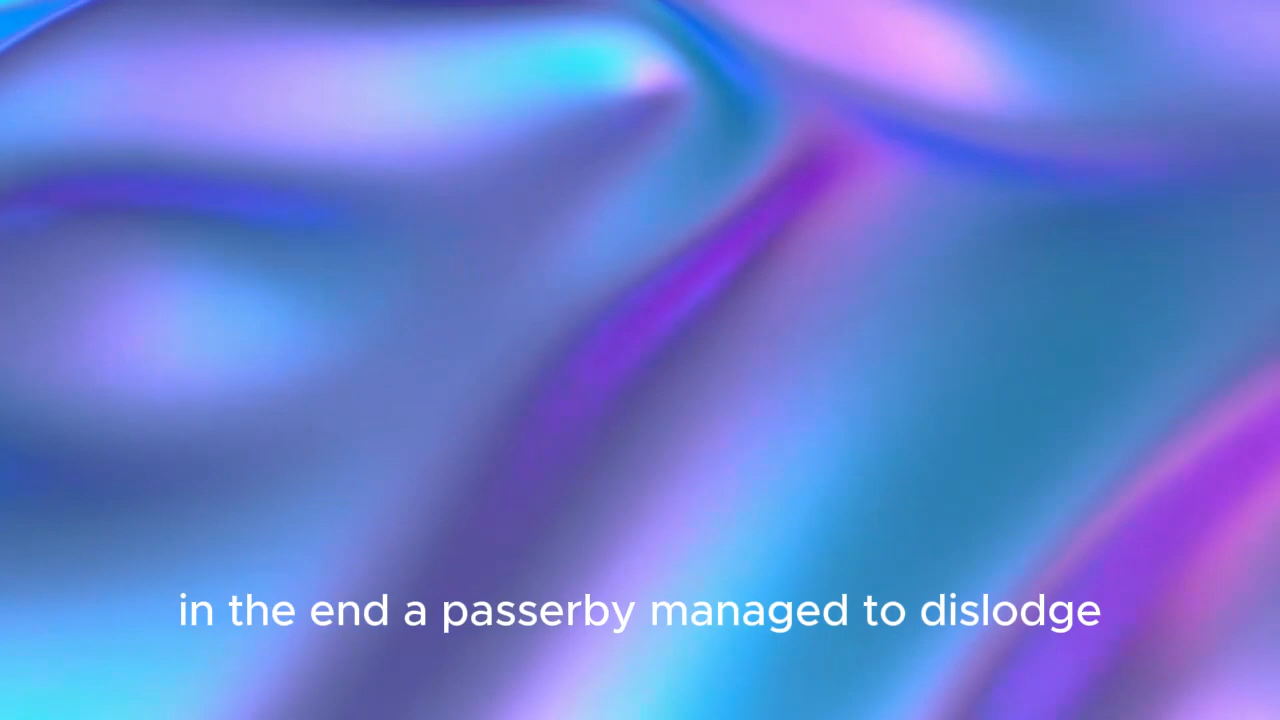 in the end a passerby managed to dislodge